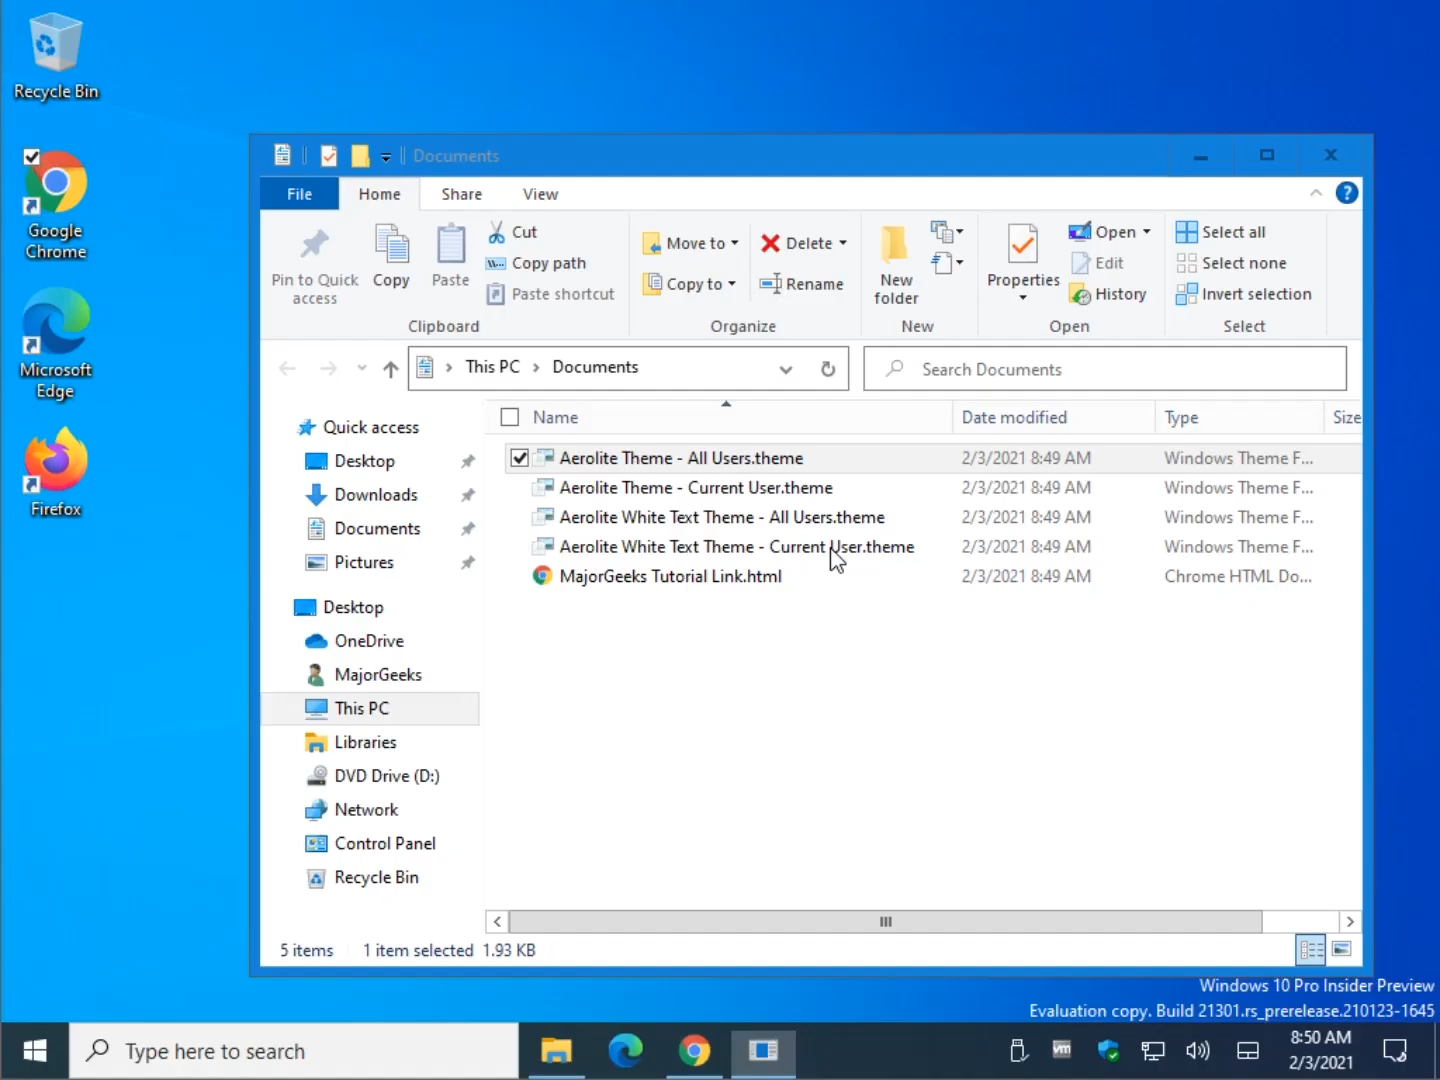 Recycle Bin
Google
Chrome
Microsoft
Edge
Firefox
Documents
File
Home
Share
View
Pin to Quick
access
Copy
Paste
Cut
Copy path
Paste shortcut
Clipboard
Move to
Copy to
Delete
Rename
Organize
New
folder
New
Properties
Open
Edit
History
Open
Select all
Select none
Invert selection
Select
This PC > Documents
Search Documents
Quick access
Desktop
Downloads
Documents
Pictures
Desktop
OneDrive
MajorGeeks
This PC
Libraries
DVD Drive (D:)
Network
Control Panel
Recycle Bin
Name Date modified Type Size
Aerolite Theme - All Users.theme 2/3/2021 8:49 AM Windows Theme F...
Aerolite Theme - Current User.theme 2/3/2021 8:49 AM Windows Theme F...
Aerolite White Text Theme - All Users.theme 2/3/2021 8:49 AM Windows Theme F...
Aerolite White Text Theme - Current User.theme 2/3/2021 8:49 AM Windows Theme F...
MajorGeeks Tutorial Link.html 2/3/2021 8:49 AM Chrome HTML Do...
5 items 1 item selected 1.93 KB
Windows 10 Pro Insider Preview
Evaluation copy. Build 21301.rs_prerelease.210123-1645
Type here to search
vm
8:50 AM
2/3/2021